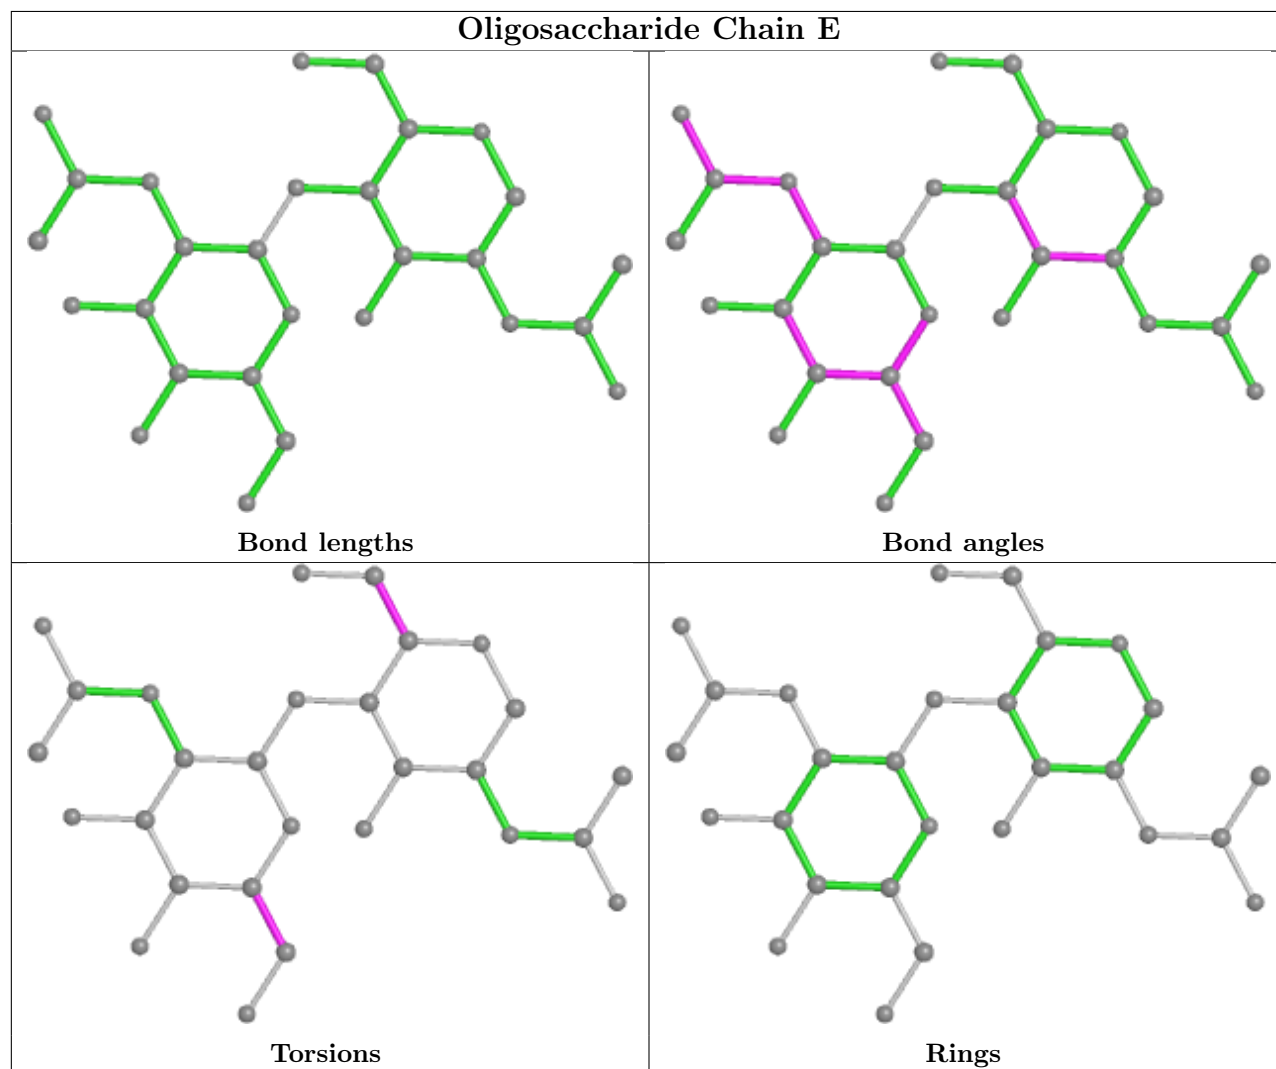 Oligosaccharide Chain E
Bond lengths
Bond angles
Torsions
Rings